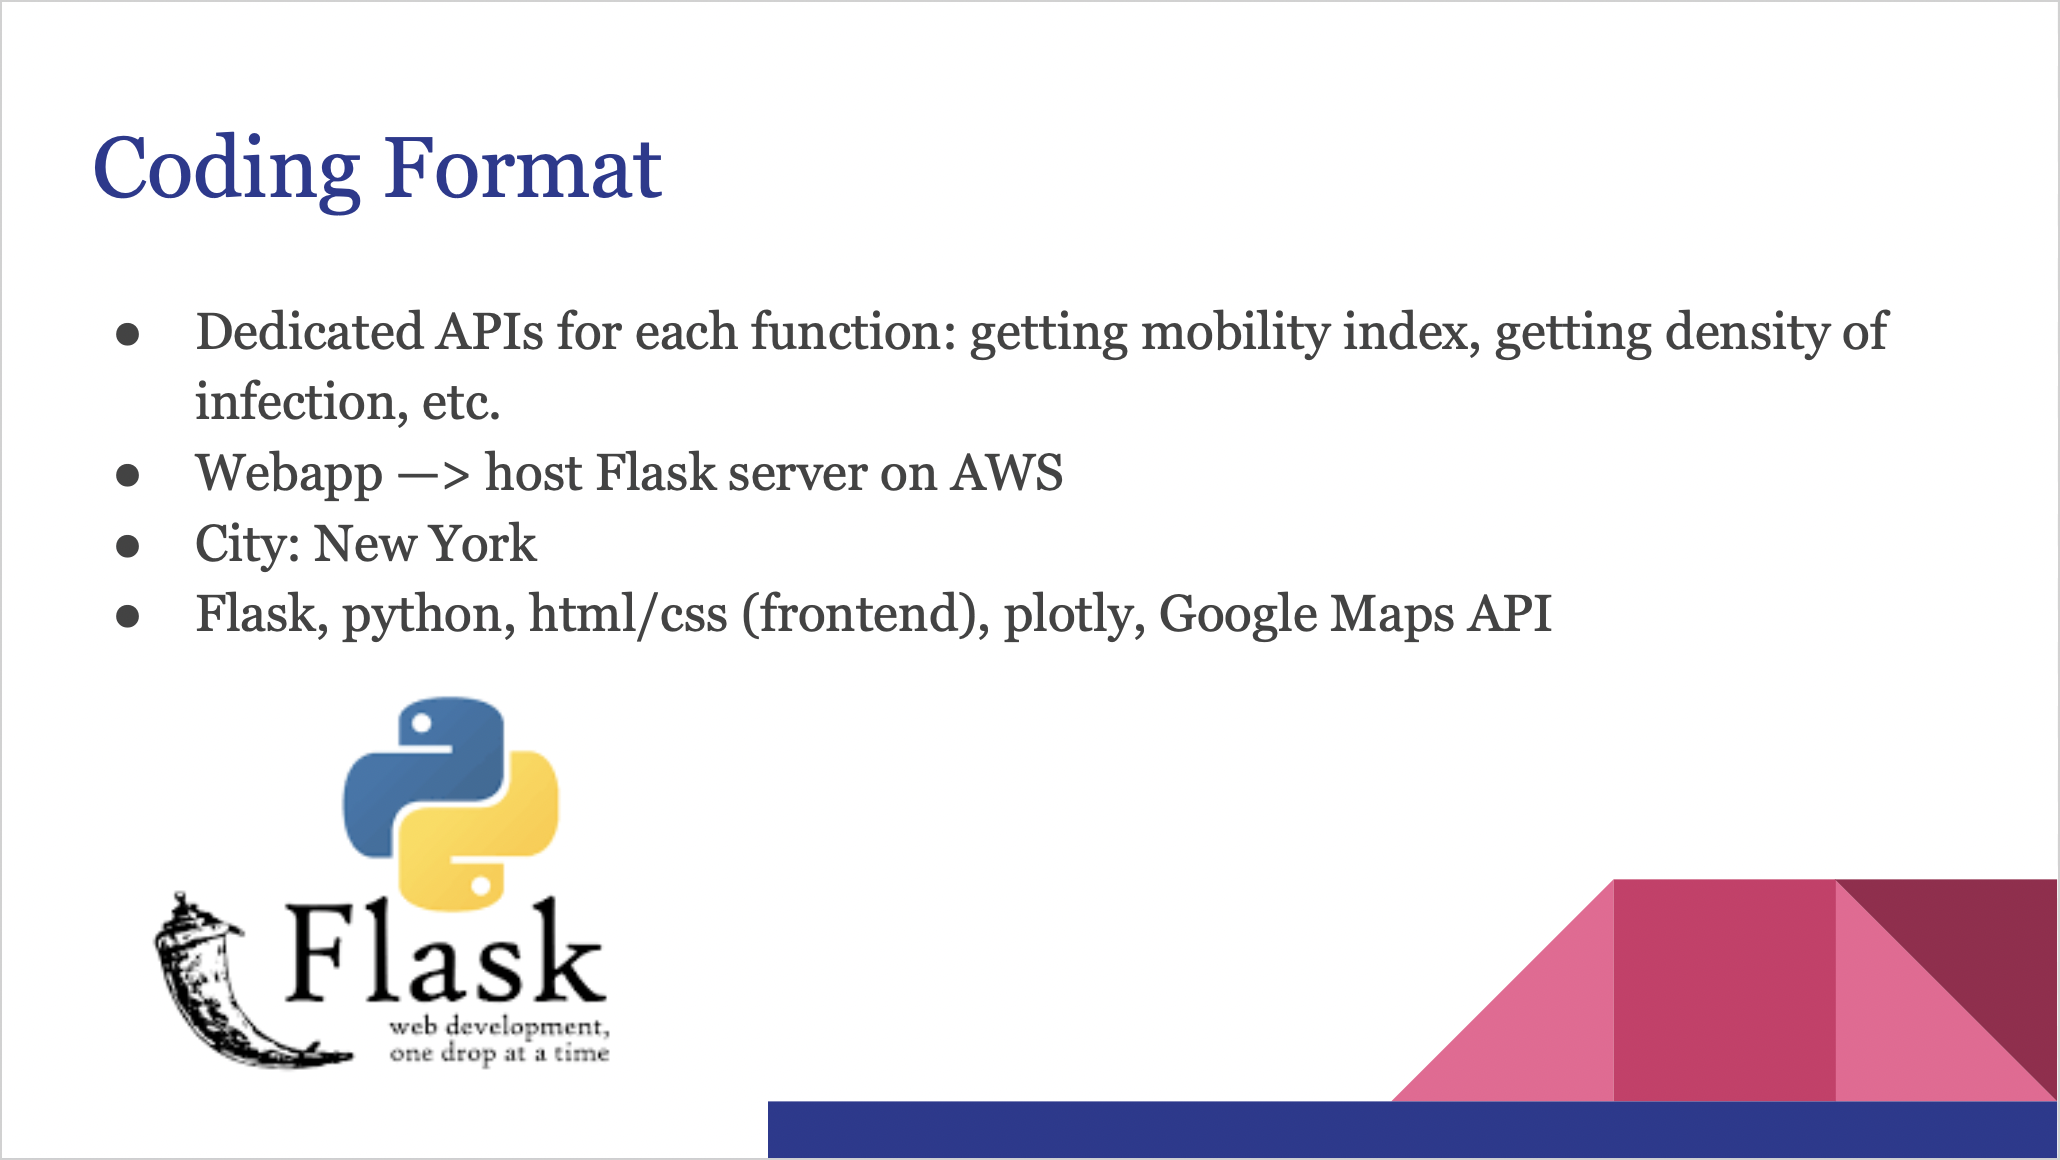 Coding Format
● Dedicated APIs for each function: getting mobility index, getting density of
infection, etc.
● Webapp —> host Flask server on AWS
● City: New York
● Flask, python, html/css (frontend), plotly, Google Maps API
Flask
web development,
one drop at a time